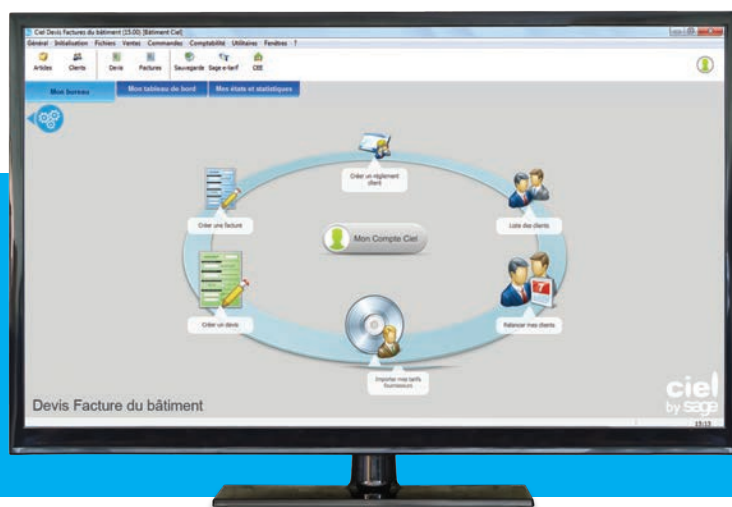 Ciel Devis Factures du bâtiment (15.00) [Bâtiment Ciel]
Général Initialisation Fichiers Ventes Commandes Comptabilité Utilitaires Fenêtres ?
Articles Clients Devis Factures Sauvegarde Sage e-tarif CEE
Mon bureau Mon tableau de bord Mes états et statistiques
Créer un règlement
client
Créer une facture
Liste des clients
Mon Compte Ciel
Créer un devis
Relancer mes clients
Importer mes tarifs
fournisseurs
Devis Facture du bâtiment
ciel
by sage
15:13